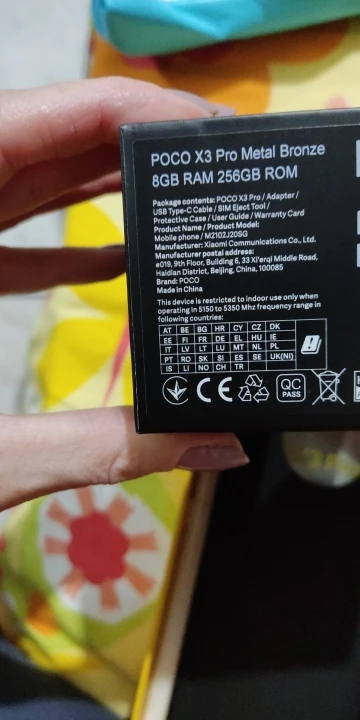 POCO X3 Pro Metal Bronze
8GB RAM 256GB ROM
Package contents: POCO X3 Pro / Adapter /
USB Type-C Cable / SIM Eject Tool /
Protective Case / User Guide / Warranty Card
Product Name / Product Model:
Mobile phone / M2102J20SG
Manufacturer: Xiaomi Communications Co., Ltd.
Manufacturer postal address:
#019, 9th Floor, Building 6, 33 Xi'erqi Middle Road,
Haidian District, Beijing, China, 100085
Brand: POCO
Made in China
This device is restricted to indoor use only when
operating in 5150 to 5350 Mhz frequency range in
following countries:
AT BE BG HR CY CZ DK
EE FI FR DE EL HU IE
IT LV LT LU MT NL PL
PT RO SK SI ES SE UK(NI)
IS LI NO CH TR
CE QC PASS